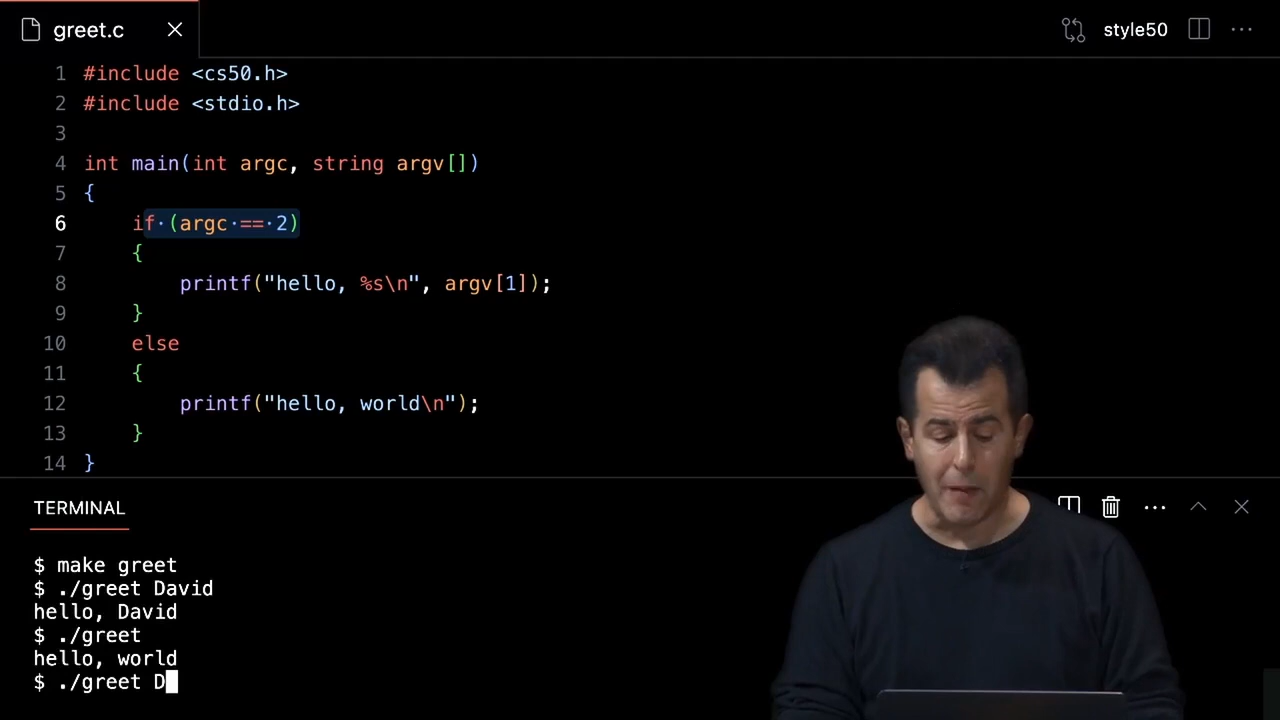 greet.c
style50
1 #include <cs50.h>
2 #include <stdio.h>
3
4 int main(int argc, string argv[])
5 {
6 if·(argc·==·2)
7 {
8 printf("hello, %s\n", argv[1]);
9 }
10 else
11 {
12 printf("hello, world\n");
13 }
14 }
TERMINAL
$ make greet
$ ./greet David
hello, David
$ ./greet
hello, world
$ ./greet D